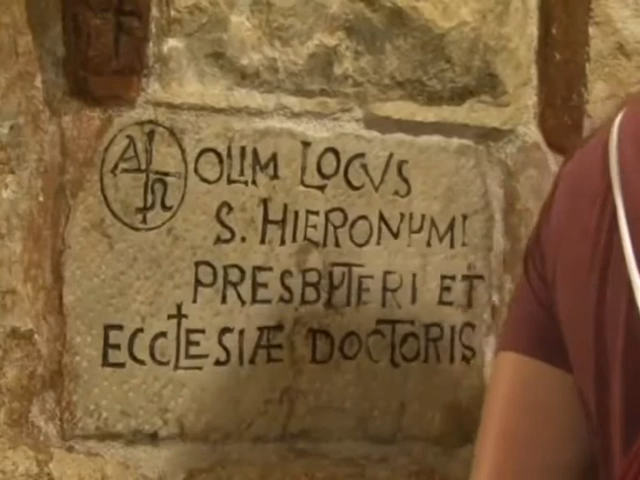 A Ω OLIM LOCVS
S. HIERONYMI
PRESBYTERI ET
ECCLESIÆ DOCTORIS